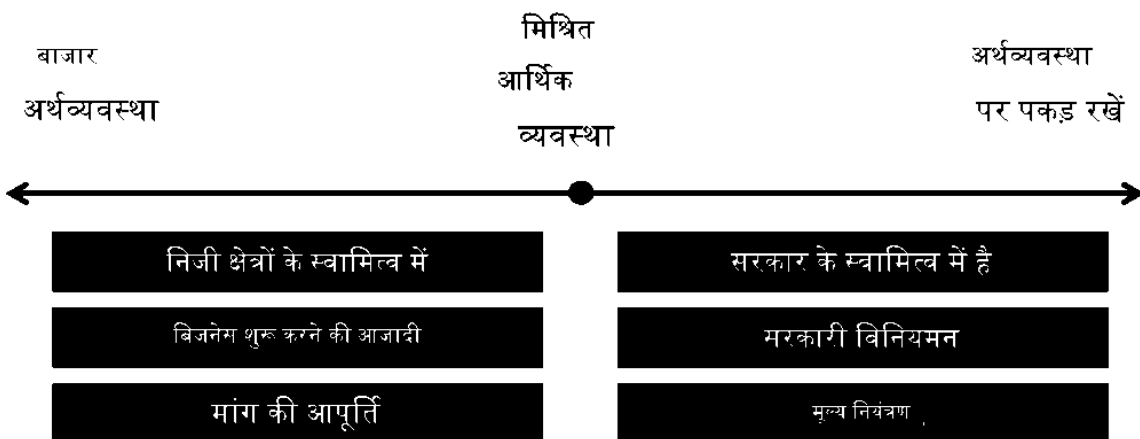 बाजार
अर्थव्यवस्था
मिश्रित
आर्थिक
व्यवस्था
अर्थव्यवस्था
पर पकड़ रखें
निजी क्षेत्रों के स्वामित्व में
सरकार के स्वामित्व में है
बिजनेस शुरू करने की आजादी
सरकारी विनियमन
मांग की आपूर्ति
मूल्य नियंत्रण